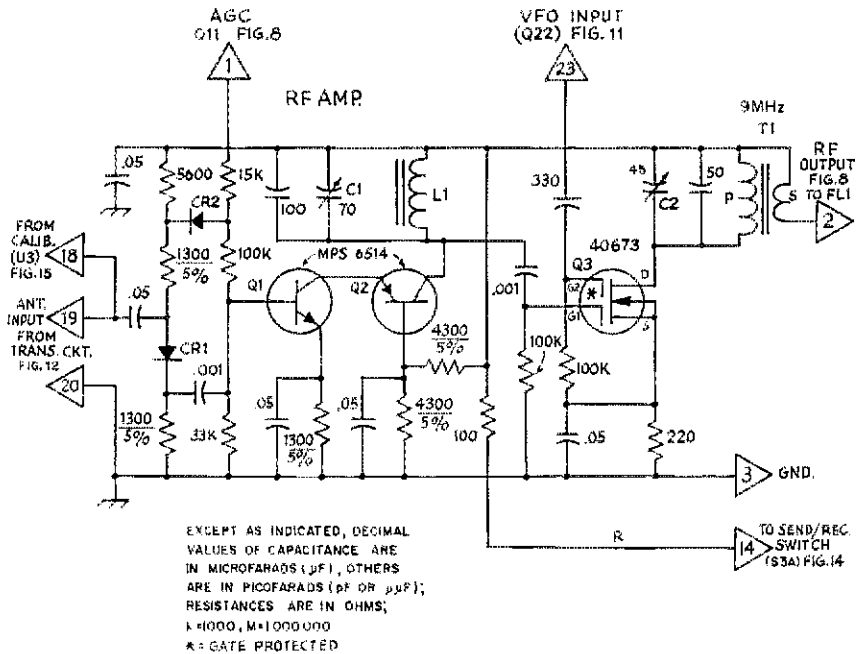 AGC
Q11 FIG.8
1
VFO INPUT
(Q22) FIG. 11
23
RF AMP.
9MHz
T1
RF
OUTPUT
FIG.8
TO FL1
2
.05
5600
15K
CR2
100
C1
70
L1
330
48
C2
50
P
S
FROM
CALIB.
(U3)
FIG.15
18
1300
5%
100K
MPS 6514
Q1
Q2
40673
Q3
G2
G1
D
S
*
.001
ANT.
INPUT
FROM
TRANS. CKT.
FIG. 12
19
20
.05
CR1
.001
4300
5%
100K
100K
1300
5%
33K
.05
1300
5%
.05
4300
5%
100
.05
220
3
GND.
R
14
TO SEND/REC.
SWITCH
(S3A) FIG.14
EXCEPT AS INDICATED, DECIMAL
VALUES OF CAPACITANCE ARE
IN MICROFARADS (µF), OTHERS
ARE IN PICOFARADS (pF OR µµF);
RESISTANCES ARE IN OHMS;
k=1000, M=1000000
* = GATE PROTECTED